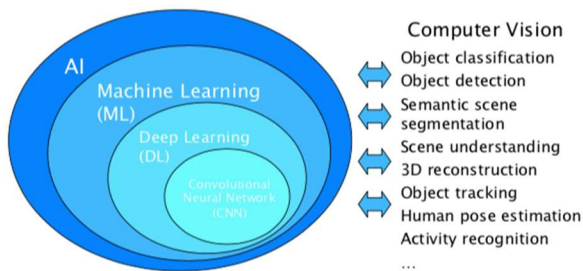 AI
Machine Learning
(ML)
Deep Learning
(DL)
Convolutional
Neural Network
(CNN)
Computer Vision
Object classification
Object detection
Semantic scene
segmentation
Scene understanding
3D reconstruction
Object tracking
Human pose estimation
Activity recognition
...